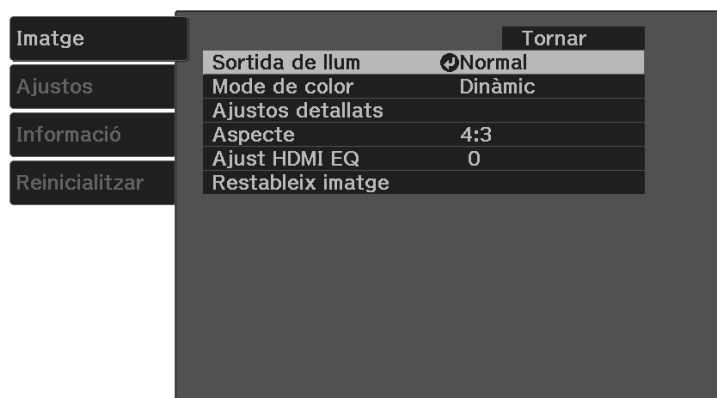 Imatge
Ajustos
Informació
Reinicialitzar
Tornar
Sortida de llum Normal
Mode de color Dinàmic
Ajustos detallats
Aspecte 4:3
Ajust HDMI EQ 0
Restableix imatge